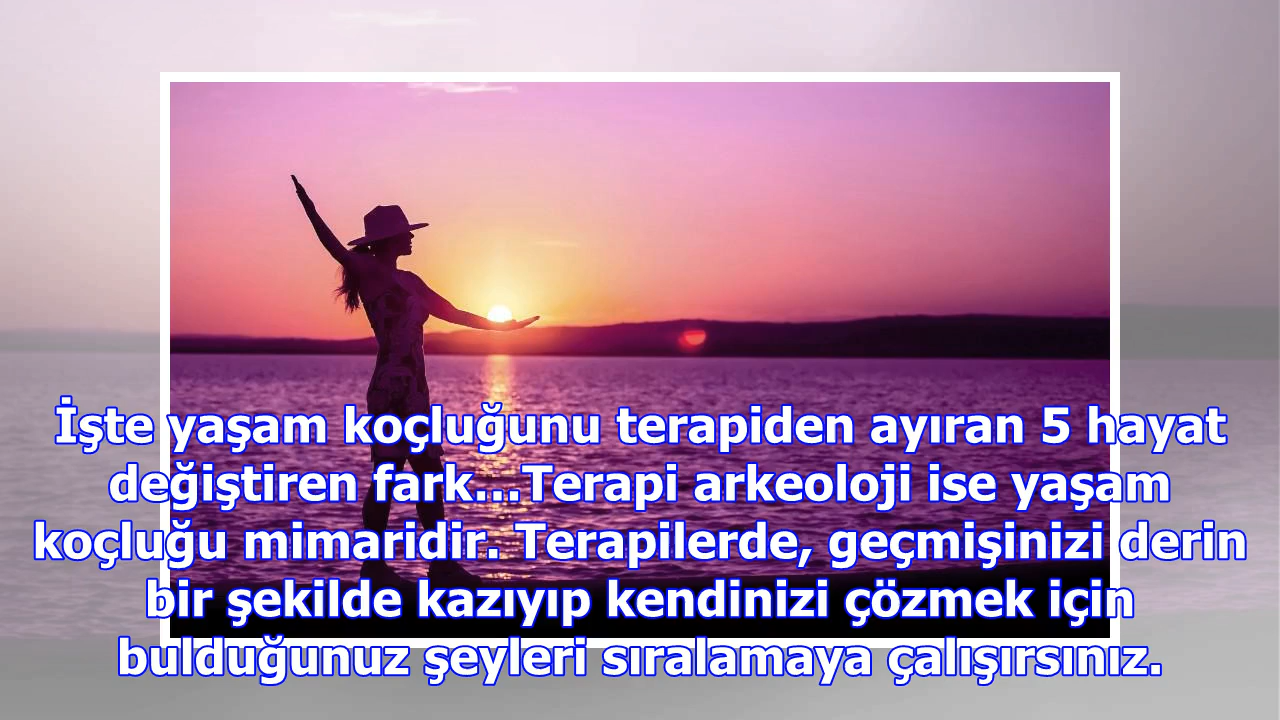 İşte yaşam koçluğunu terapiden ayıran 5 hayat
değiştiren fark...Terapi arkeoloji ise yaşam
koçluğu mimaridir. Terapilerde, geçmişinizi derin
bir şekilde kazıyıp kendinizi çözmek için
bulduğunuz şeyleri sıralamaya çalışırsınız.